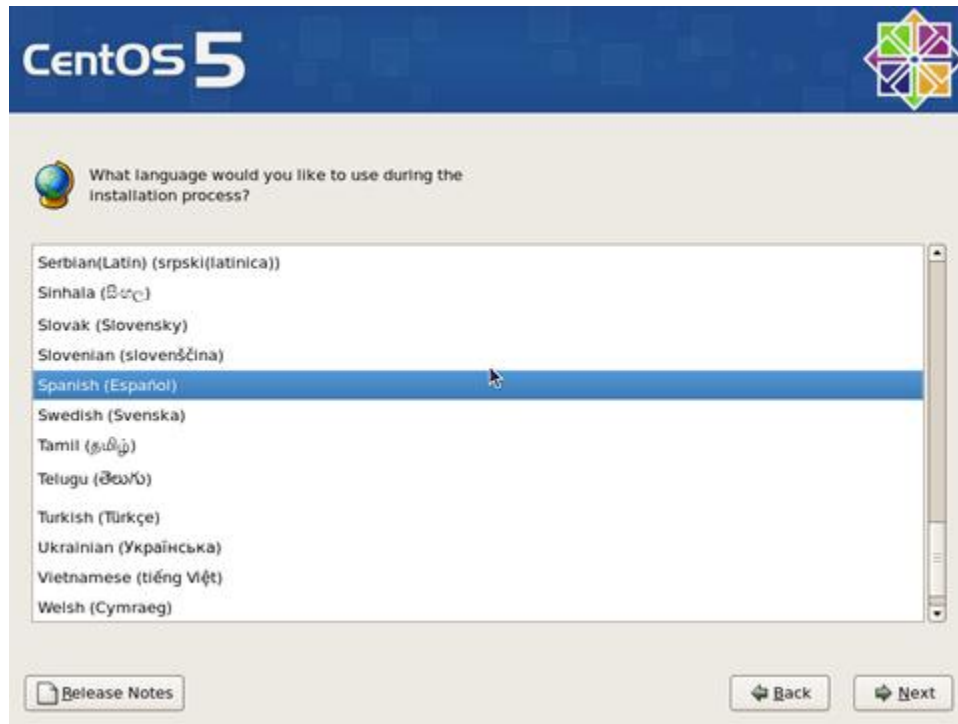 CentOS 5
What language would you like to use during the
installation process?
Serbian(Latin) (srpski(latinica))
Sinhala (සිංහල)
Slovak (Slovensky)
Slovenian (slovenščina)
Spanish (Español)
Swedish (Svenska)
Tamil (தமிழ்)
Telugu (తెలుగు)
Turkish (Türkçe)
Ukrainian (Українська)
Vietnamese (tiếng Việt)
Welsh (Cymraeg)
Release Notes
Back
Next